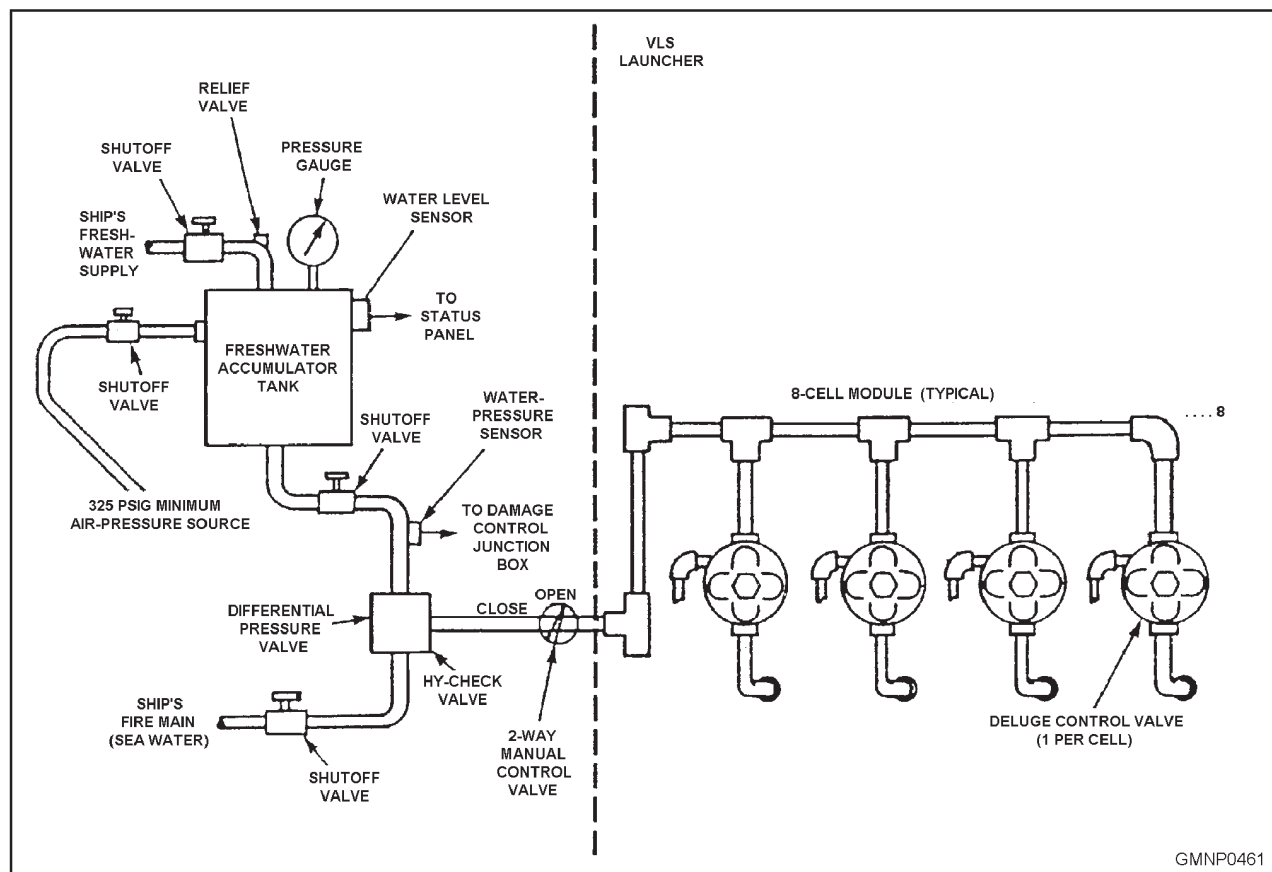 VLS
LAUNCHER
RELIEF
VALVE
SHUTOFF
VALVE
PRESSURE
GAUGE
WATER LEVEL
SENSOR
SHIP'S
FRESH-
WATER
SUPPLY
TO
STATUS
PANEL
FRESHWATER
ACCUMULATOR
TANK
SHUTOFF
VALVE
WATER-
PRESSURE
SENSOR
SHUTOFF
VALVE
8-CELL MODULE (TYPICAL)
.... 8
325 PSIG MINIMUM
AIR-PRESSURE SOURCE
TO DAMAGE
CONTROL
JUNCTION
BOX
DIFFERENTIAL
PRESSURE
VALVE
CLOSE
OPEN
HY-CHECK
VALVE
SHIP'S
FIRE MAIN
(SEA WATER)
SHUTOFF
VALVE
2-WAY
MANUAL
CONTROL
VALVE
DELUGE CONTROL VALVE
(1 PER CELL)
GMNP0461